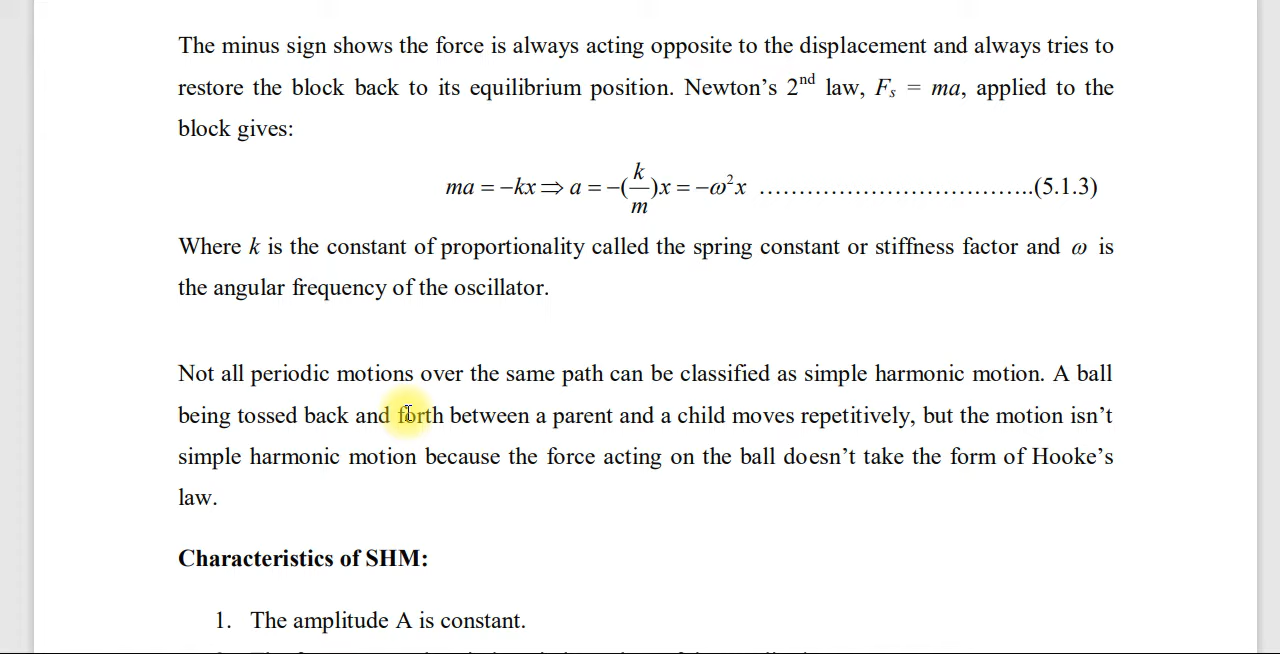 The minus sign shows the force is always acting opposite to the displacement and always tries to
restore the block back to its equilibrium position. Newton’s 2nd law, Fs = ma, applied to the
block gives:
ma = −kx ⇒ a = −(k/m)x = −ω²x ……………………………..(5.1.3)
Where k is the constant of proportionality called the spring constant or stiffness factor and ω is
the angular frequency of the oscillator.
Not all periodic motions over the same path can be classified as simple harmonic motion. A ball
being tossed back and forth between a parent and a child moves repetitively, but the motion isn’t
simple harmonic motion because the force acting on the ball doesn’t take the form of Hooke’s
law.
Characteristics of SHM:
1. The amplitude A is constant.